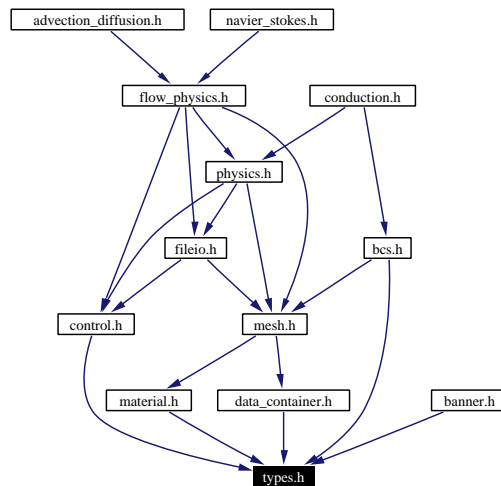 advection_diffusion.h
navier_stokes.h
flow_physics.h
conduction.h
physics.h
fileio.h
bcs.h
control.h
mesh.h
material.h
data_container.h
banner.h
types.h